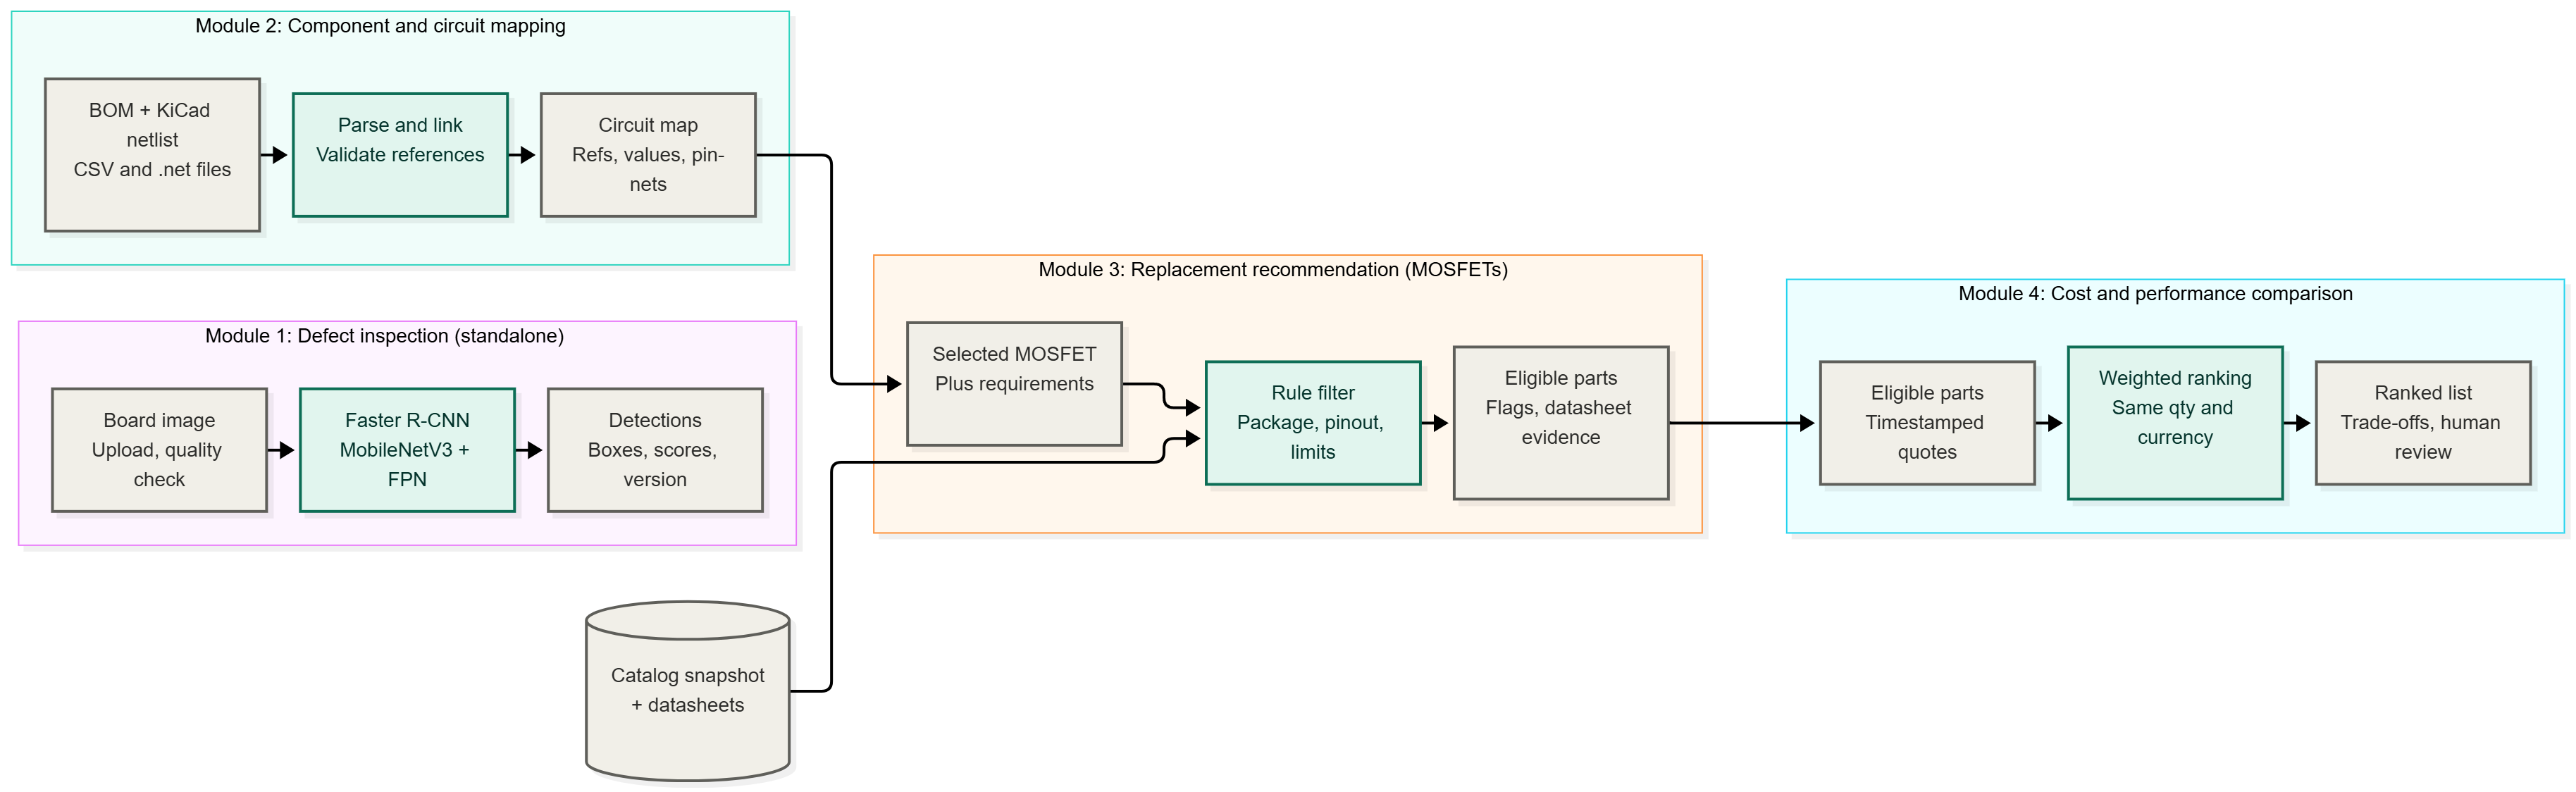 Module 2: Component and circuit mapping
BOM + KiCad
netlist
CSV and .net files
Parse and link
Validate references
Circuit map
Refs, values, pin-
nets
Module 1: Defect inspection (standalone)
Board image
Upload, quality
check
Faster R-CNN
MobileNetV3 +
FPN
Detections
Boxes, scores,
version
Catalog snapshot
+ datasheets
Module 3: Replacement recommendation (MOSFETs)
Selected MOSFET
Plus requirements
Rule filter
Package, pinout,
limits
Eligible parts
Flags, datasheet
evidence
Module 4: Cost and performance comparison
Eligible parts
Timestamped
quotes
Weighted ranking
Same qty and
currency
Ranked list
Trade-offs, human
review